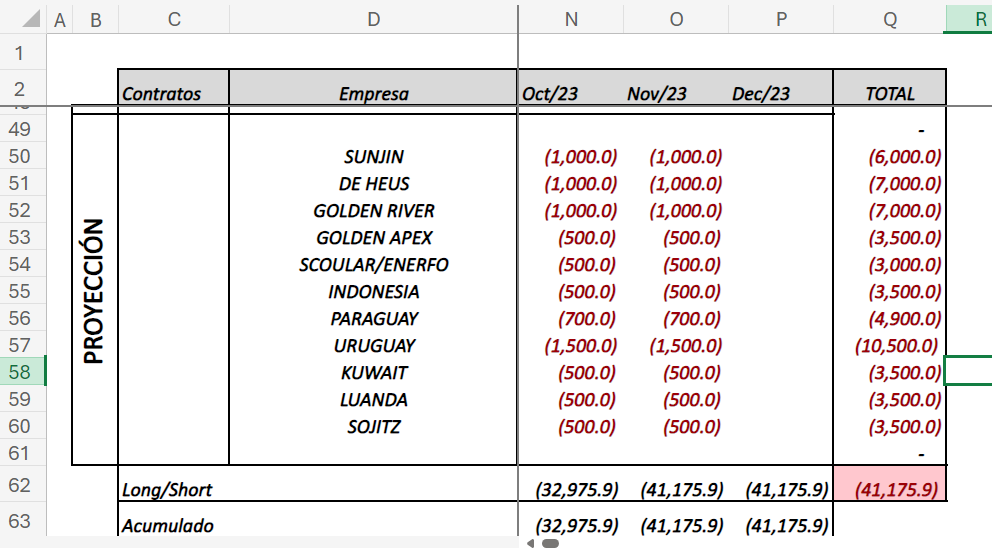 A B C D N O P Q R
1
2 Contratos Empresa Oct/23 Nov/23 Dec/23 TOTAL
49 -
50 SUNJIN (1,000.0) (1,000.0) (6,000.0)
51 DE HEUS (1,000.0) (1,000.0) (7,000.0)
52 GOLDEN RIVER (1,000.0) (1,000.0) (7,000.0)
53 GOLDEN APEX (500.0) (500.0) (3,500.0)
54 SCOULAR/ENERFO (500.0) (500.0) (3,000.0)
55 INDONESIA (500.0) (500.0) (3,500.0)
56 PARAGUAY (700.0) (700.0) (4,900.0)
57 URUGUAY (1,500.0) (1,500.0) (10,500.0)
58 KUWAIT (500.0) (500.0) (3,500.0)
59 LUANDA (500.0) (500.0) (3,500.0)
60 SOJITZ (500.0) (500.0) (3,500.0)
61 -
PROYECCIÓN
62 Long/Short (32,975.9) (41,175.9) (41,175.9) (41,175.9)
63 Acumulado (32,975.9) (41,175.9) (41,175.9)